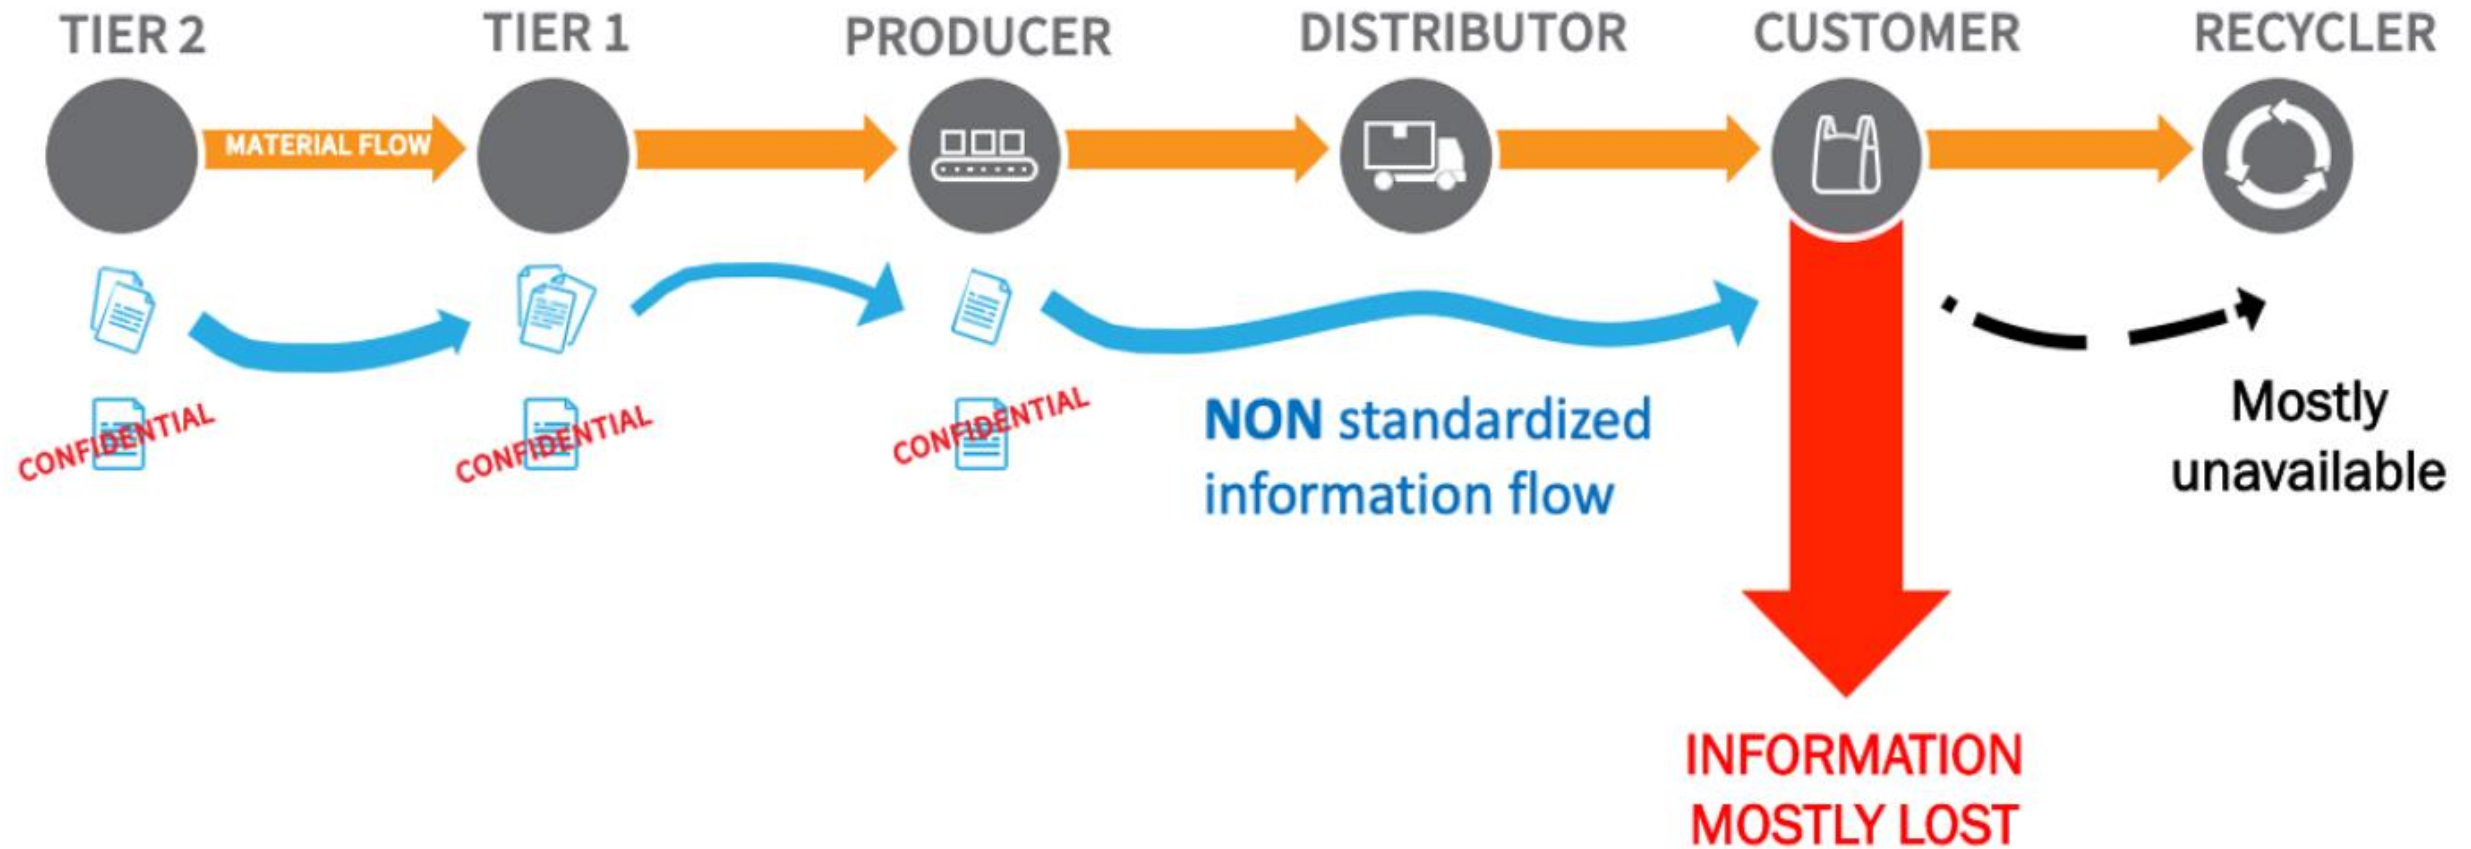 TIER 2
TIER 1
PRODUCER
DISTRIBUTOR
CUSTOMER
RECYCLER
MATERIAL FLOW
CONFIDENTIAL
CONFIDENTIAL
CONFIDENTIAL
NON standardized
information flow
Mostly
unavailable
INFORMATION
MOSTLY LOST